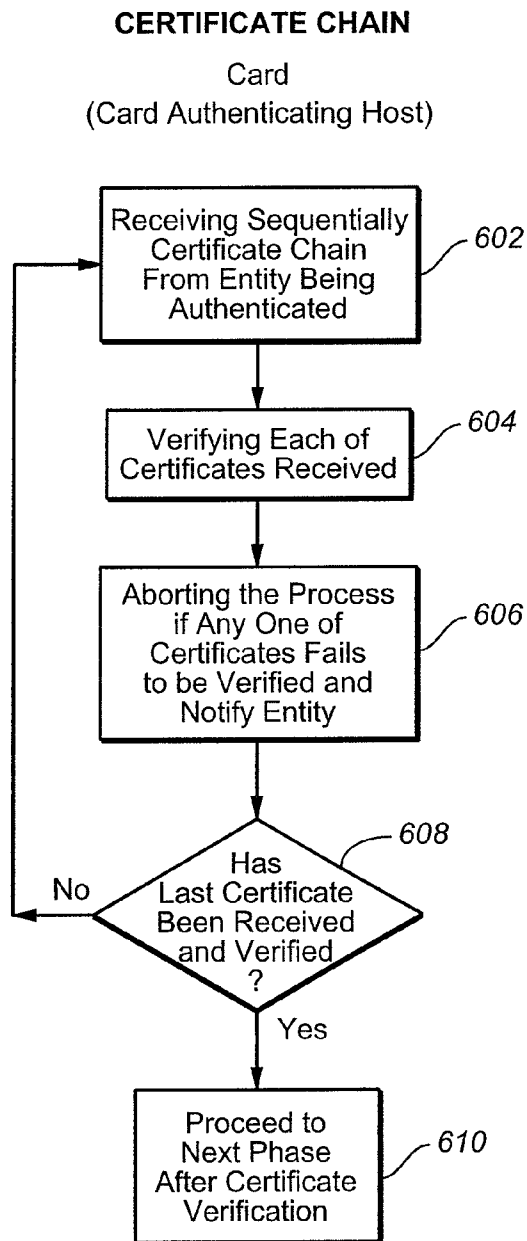 CERTIFICATE CHAIN
Card
(Card Authenticating Host)
Receiving Sequentially
Certificate Chain
From Entity Being
Authenticated
602
Verifying Each of
Certificates Received
604
Aborting the Process
if Any One of
Certificates Fails
to be Verified and
Notify Entity
606
Has
Last Certificate
Been Received
and Verified
?
608
No
Yes
Proceed to
Next Phase
After Certificate
Verification
610